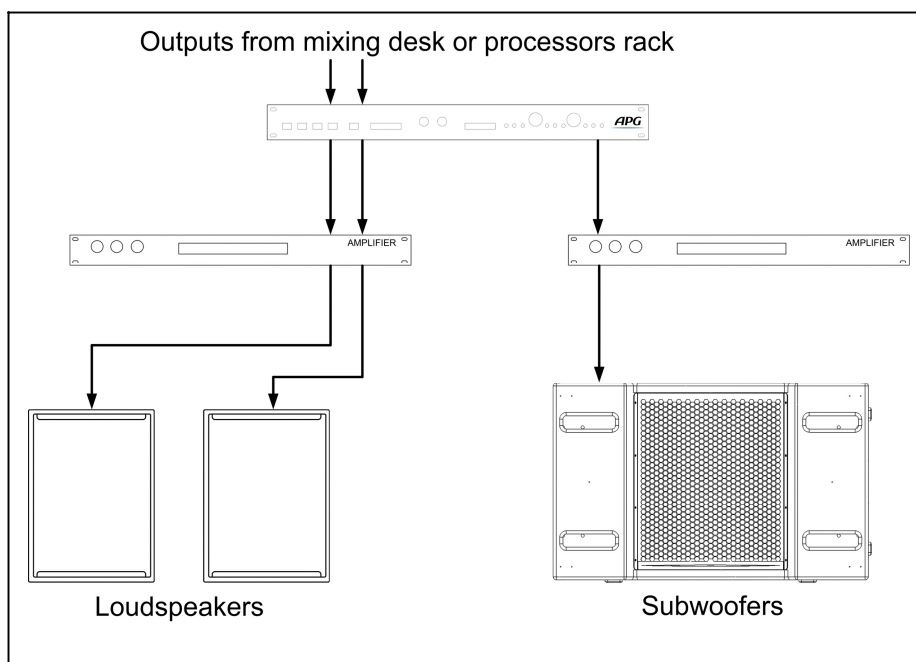 Outputs from mixing desk or processors rack
APG
AMPLIFIER
AMPLIFIER
Loudspeakers
Subwoofers